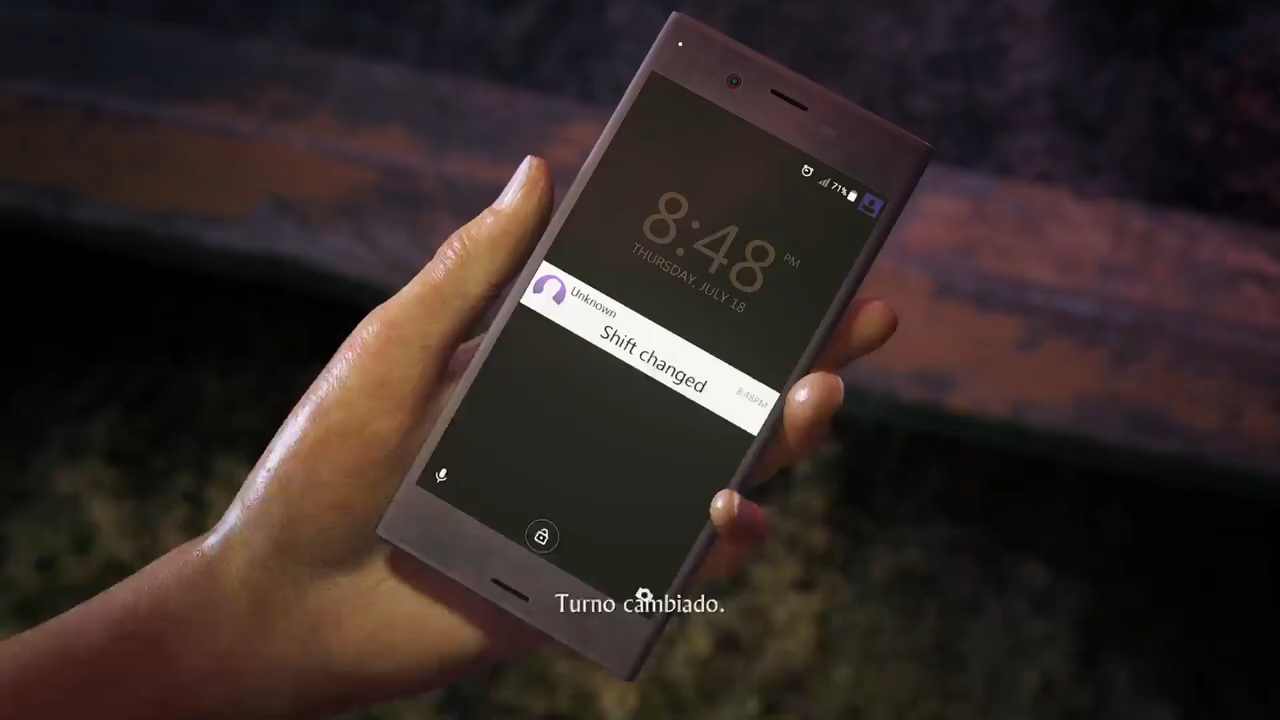 71%
8:48 PM
THURSDAY, JULY 18
Unknown
Shift changed
8:48PM
Turno cambiado.